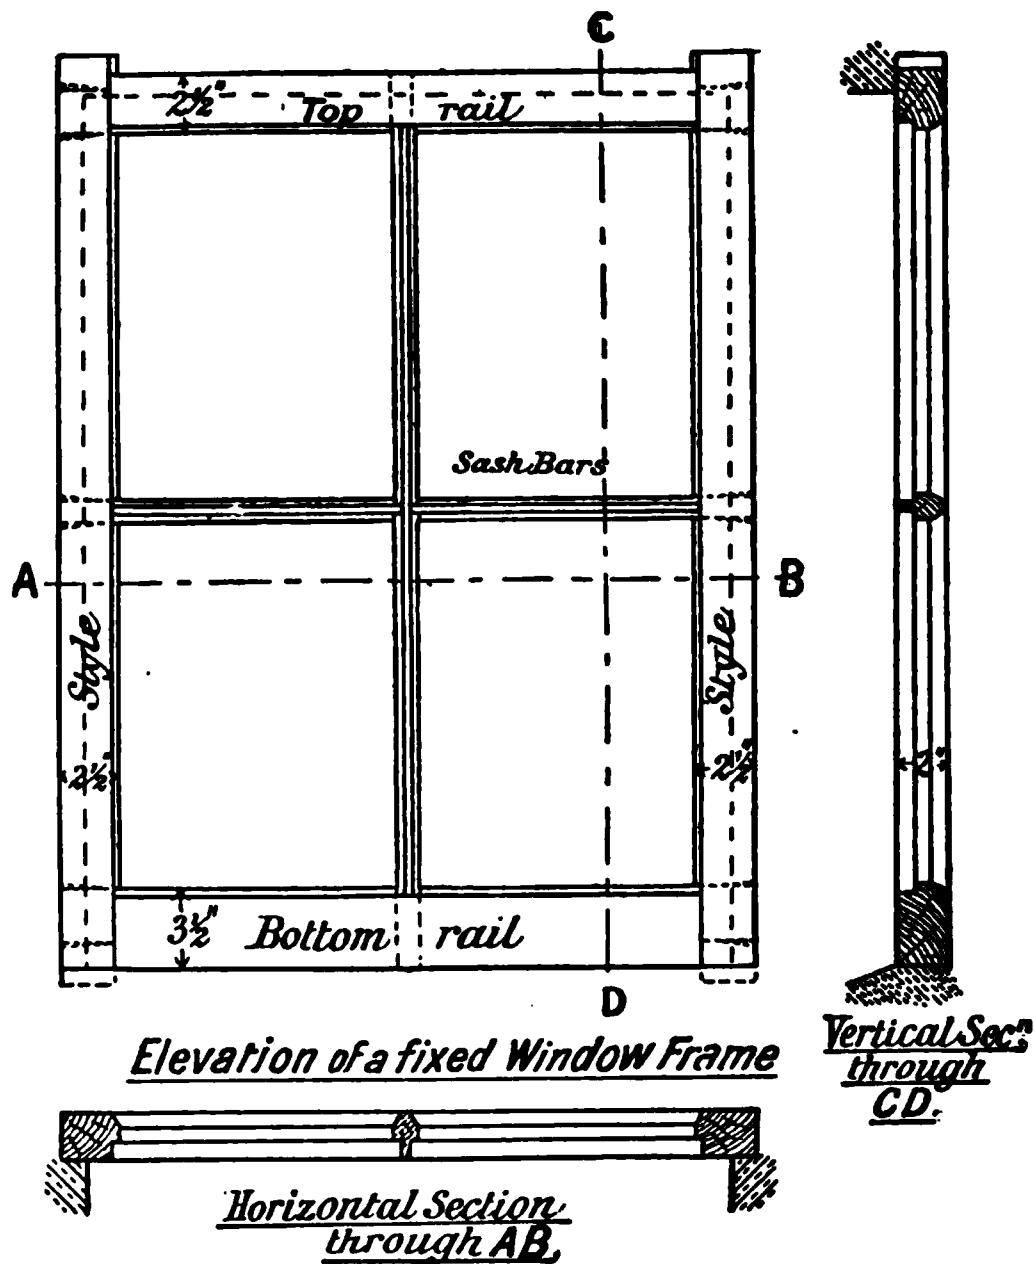 C
2½"
Top rail
Sash Bars
A
B
Style
Style
2½"
2½"
2"
3½"
Bottom rail
D
Elevation of a fixed Window Frame
Vertical Secⁿ
through
CD.
Horizontal Section
through AB,